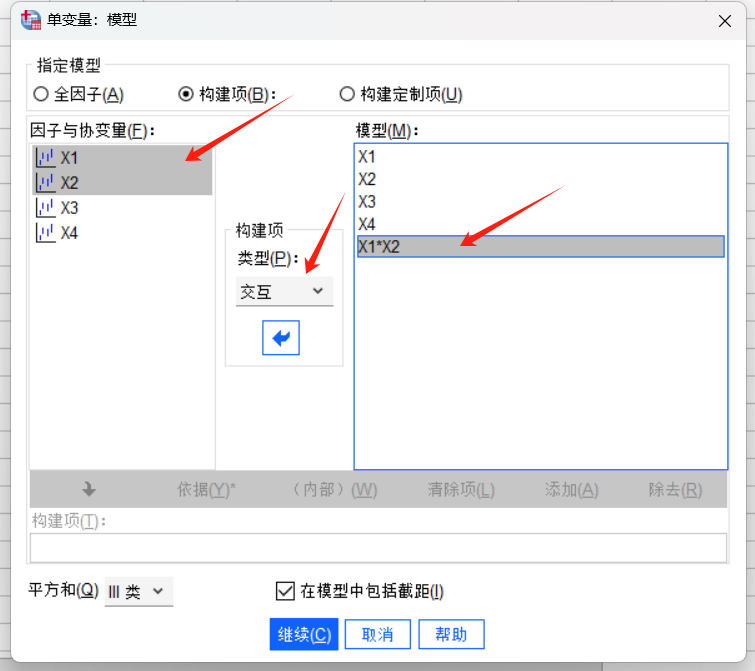 单变量：模型
指定模型
全因子(A) 构建项(B)： 构建定制项(U)
因子与协变量(F)：
X1
X2
X3
X4
构建项
类型(P)：
交互
模型(M)：
X1
X2
X3
X4
X1*X2
依据(Y)* （内部）(W) 清除项(L) 添加(A) 除去(R)
构建项(T)：
平方和(Q) III 类 在模型中包括截距(I)
继续(C) 取消 帮助